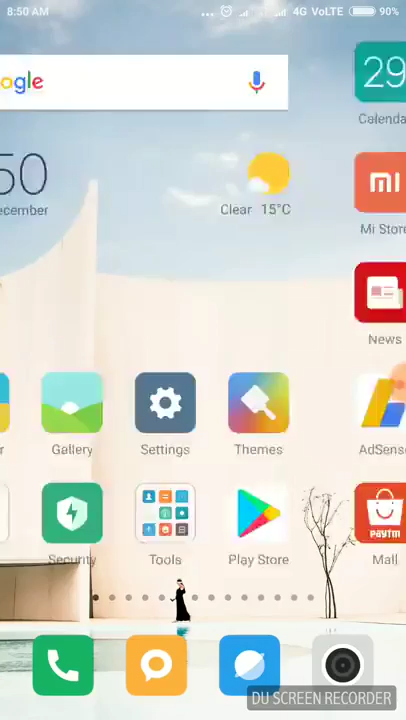 8:50 AM ... 4G VoLTE 90%
ogle
29
Calenda
50
ecember
Clear 15°C
mi
Mi Store
News
r Gallery Settings Themes AdSens
Security Tools Play Store Mall
Paytm
DU SCREEN RECORDER